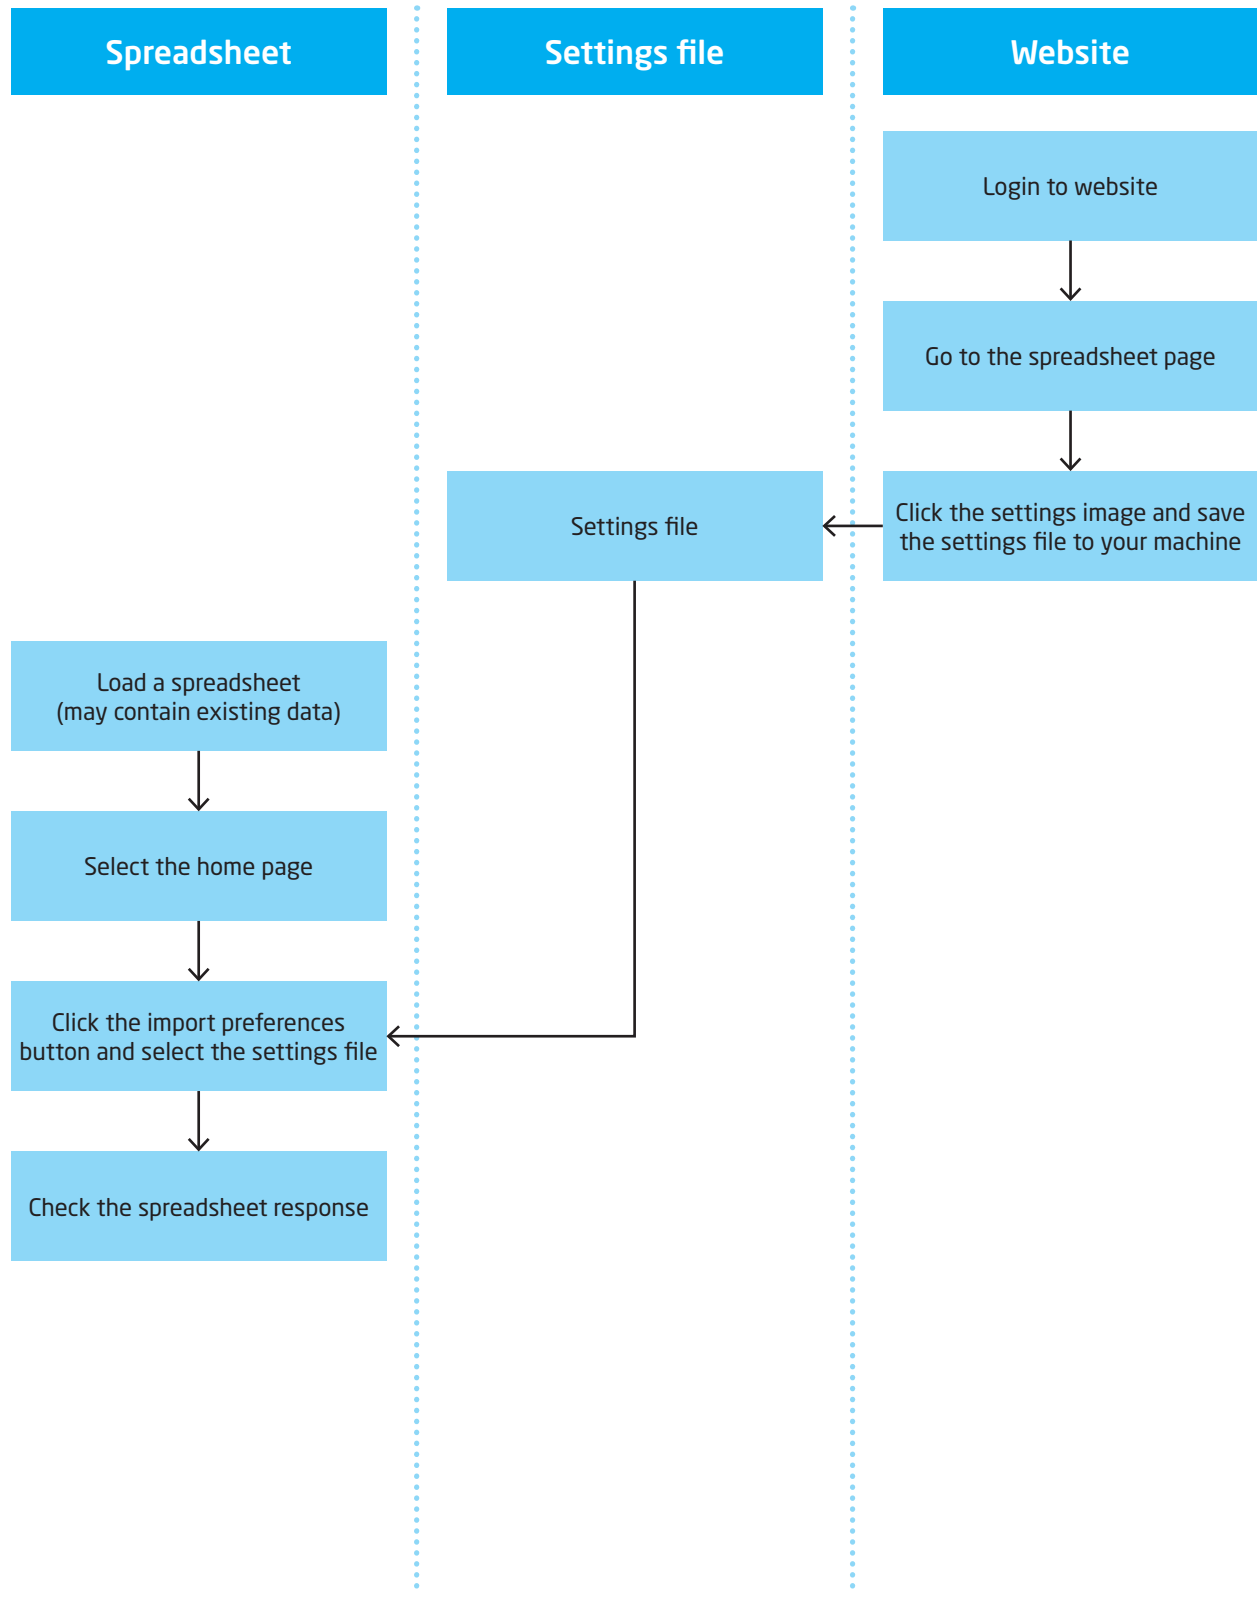 Spreadsheet
Settings file
Website
Login to website
Go to the spreadsheet page
Settings file
Click the settings image and save
the settings file to your machine
Load a spreadsheet
(may contain existing data)
Select the home page
Click the import preferences
button and select the settings file
Check the spreadsheet response